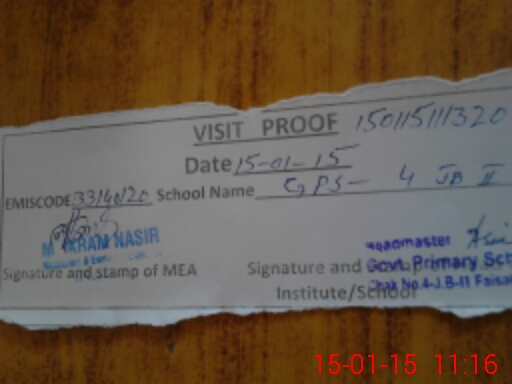 VISIT PROOF 150115111320
Date 15-01-15
EMISCODE 33140120 School Name GPS- 4 JB II
M IKRAM NASIR
Headmaster
Signature and stamp of MEA
Signature and
Govt. Primary Sch
Institute/School
Chak No.4-J.B-II Faisa
15-01-15 11:16